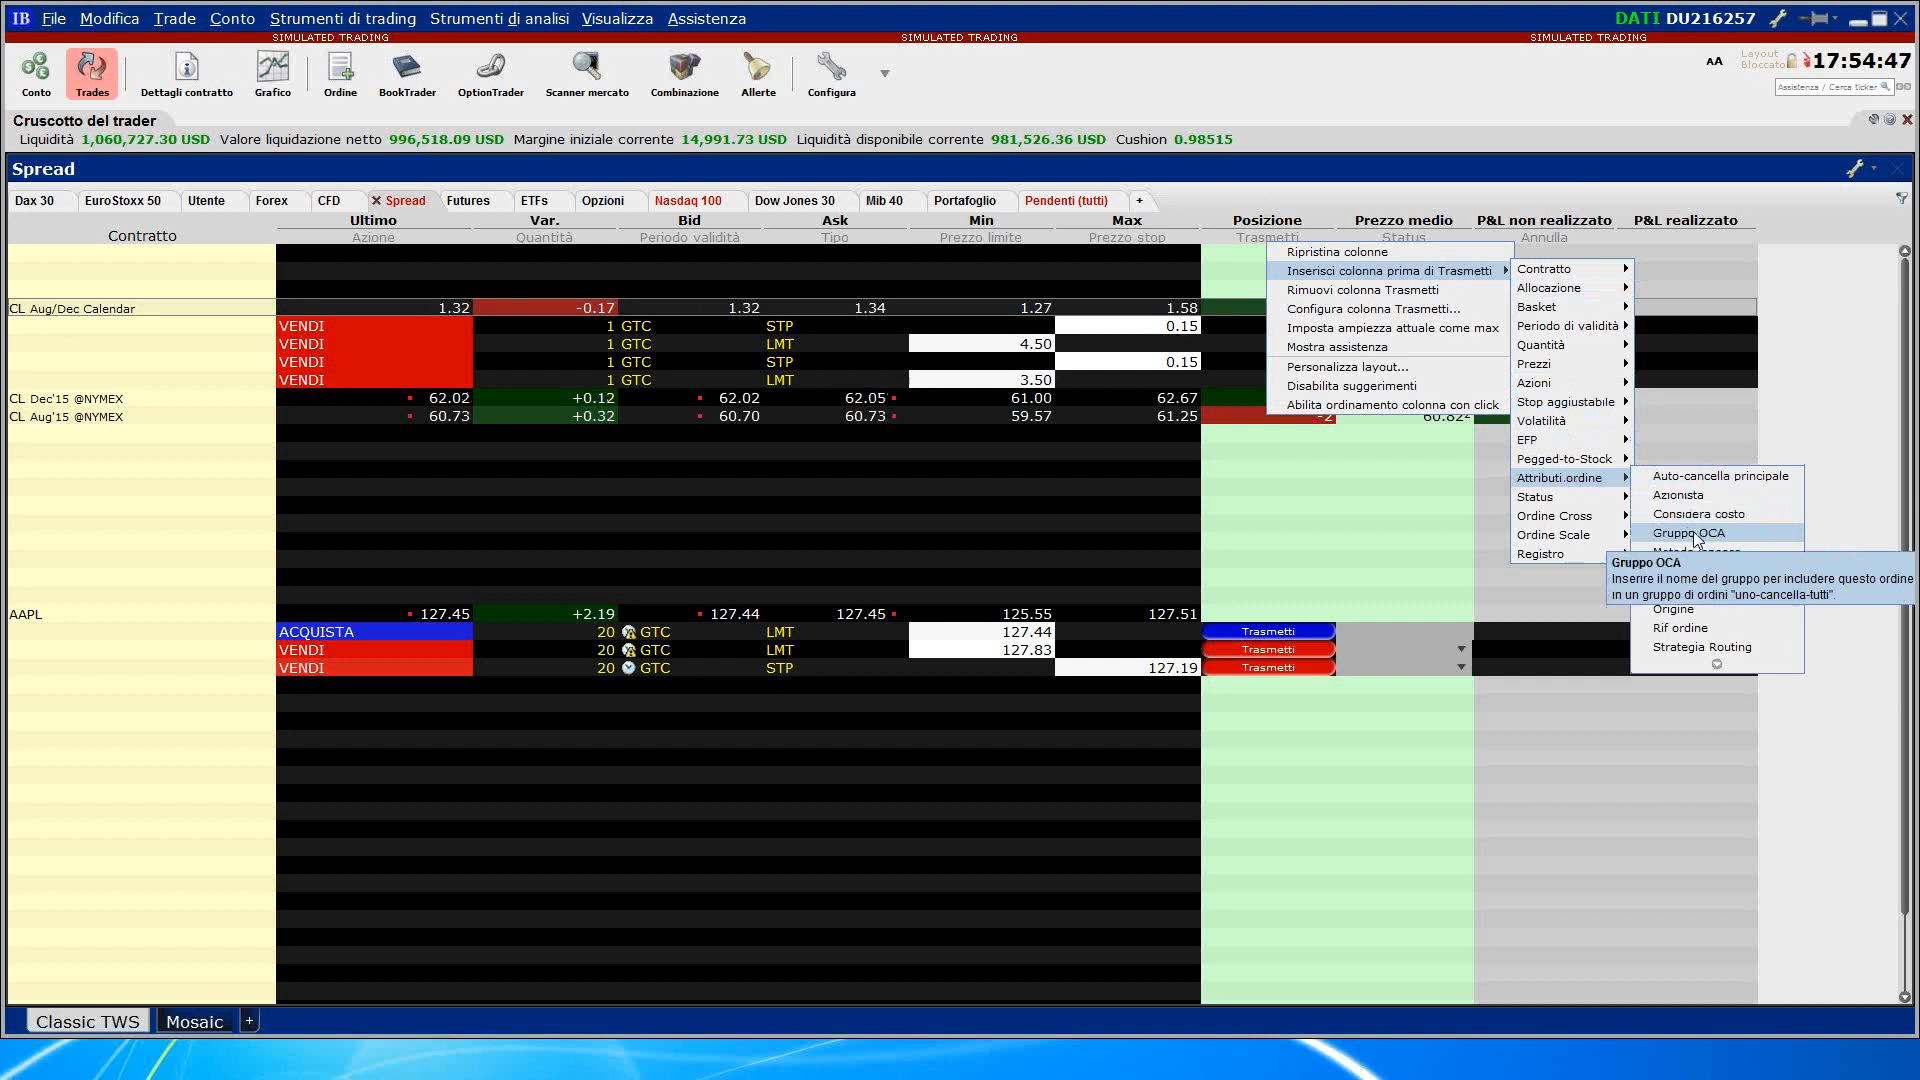 IB File Modifica Trade Conto Strumenti di trading Strumenti di analisi Visualizza Assistenza DATI DU216257
SIMULATED TRADING SIMULATED TRADING SIMULATED TRADING
Conto Trades Dettagli contratto Grafico Ordine BookTrader OptionTrader Scanner mercato Combinazione Allerte Configura
AA Layout Bloccato 17:54:47
Assistenza / Cerca ticker
Cruscotto del trader
Liquidità 1,060,727.30 USD Valore liquidazione netto 996,518.09 USD Margine iniziale corrente 14,991.73 USD Liquidità disponibile corrente 981,526.36 USD Cushion 0.98515
Spread
Dax 30 EuroStoxx 50 Utente Forex CFD Spread Futures ETFs Opzioni Nasdaq 100 Dow Jones 30 Mib 40 Portafoglio Pendenti (tutti) +
Ultimo Var. Bid Ask Min Max Posizione Prezzo medio P&L non realizzato P&L realizzato
Contratto Azione Quantità Periodo validità Tipo Prezzo limite Prezzo stop Trasmetti Status Annulla
CL Aug/Dec Calendar 1.32 -0.17 1.32 1.34 1.27 1.58
VENDI 1 GTC STP 0.15
VENDI 1 GTC LMT 4.50
VENDI 1 GTC STP 0.15
VENDI 1 GTC LMT 3.50
CL Dec'15 @NYMEX 62.02 +0.12 62.02 62.05 61.00 62.67
CL Aug'15 @NYMEX 60.73 +0.32 60.70 60.73 59.57 61.25 -2
AAPL 127.45 +2.19 127.44 127.45 125.55 127.51
ACQUISTA 20 GTC LMT 127.44 Trasmetti
VENDI 20 GTC LMT 127.83 Trasmetti
VENDI 20 GTC STP 127.19 Trasmetti
Ripristina colonne
Inserisci colonna prima di Trasmetti
Rimuovi colonna Trasmetti
Configura colonna Trasmetti...
Imposta ampiezza attuale come max
Mostra assistenza
Personalizza layout...
Disabilita suggerimenti
Abilita ordinamento colonna con click
Contratto
Allocazione
Basket
Periodo di validità
Quantità
Prezzi
Azioni
Stop aggiustabile
Volatilità
EFP
Pegged-to-Stock
Attributi.ordine
Status
Ordine Cross
Ordine Scale
Registro
Auto-cancella principale
Azionista
Considera costo
Gruppo OCA
Gruppo OCA
Inserire il nome del gruppo per includere questo ordine
in un gruppo di ordini "uno-cancella-tutti".
Origine
Rif ordine
Strategia Routing
Classic TWS Mosaic +